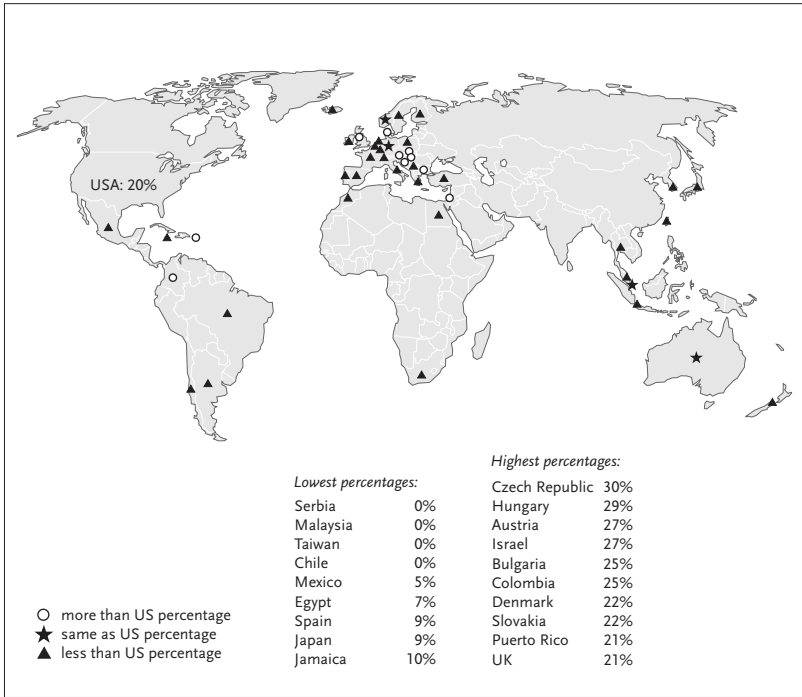 USA: 20%
Lowest percentages:
Serbia 0%
Malaysia 0%
Taiwan 0%
Chile 0%
Mexico 5%
Egypt 7%
Spain 9%
Japan 9%
Jamaica 10%
Highest percentages:
Czech Republic 30%
Hungary 29%
Austria 27%
Israel 27%
Bulgaria 25%
Colombia 25%
Denmark 22%
Slovakia 22%
Puerto Rico 21%
UK 21%
more than US percentage
same as US percentage
less than US percentage